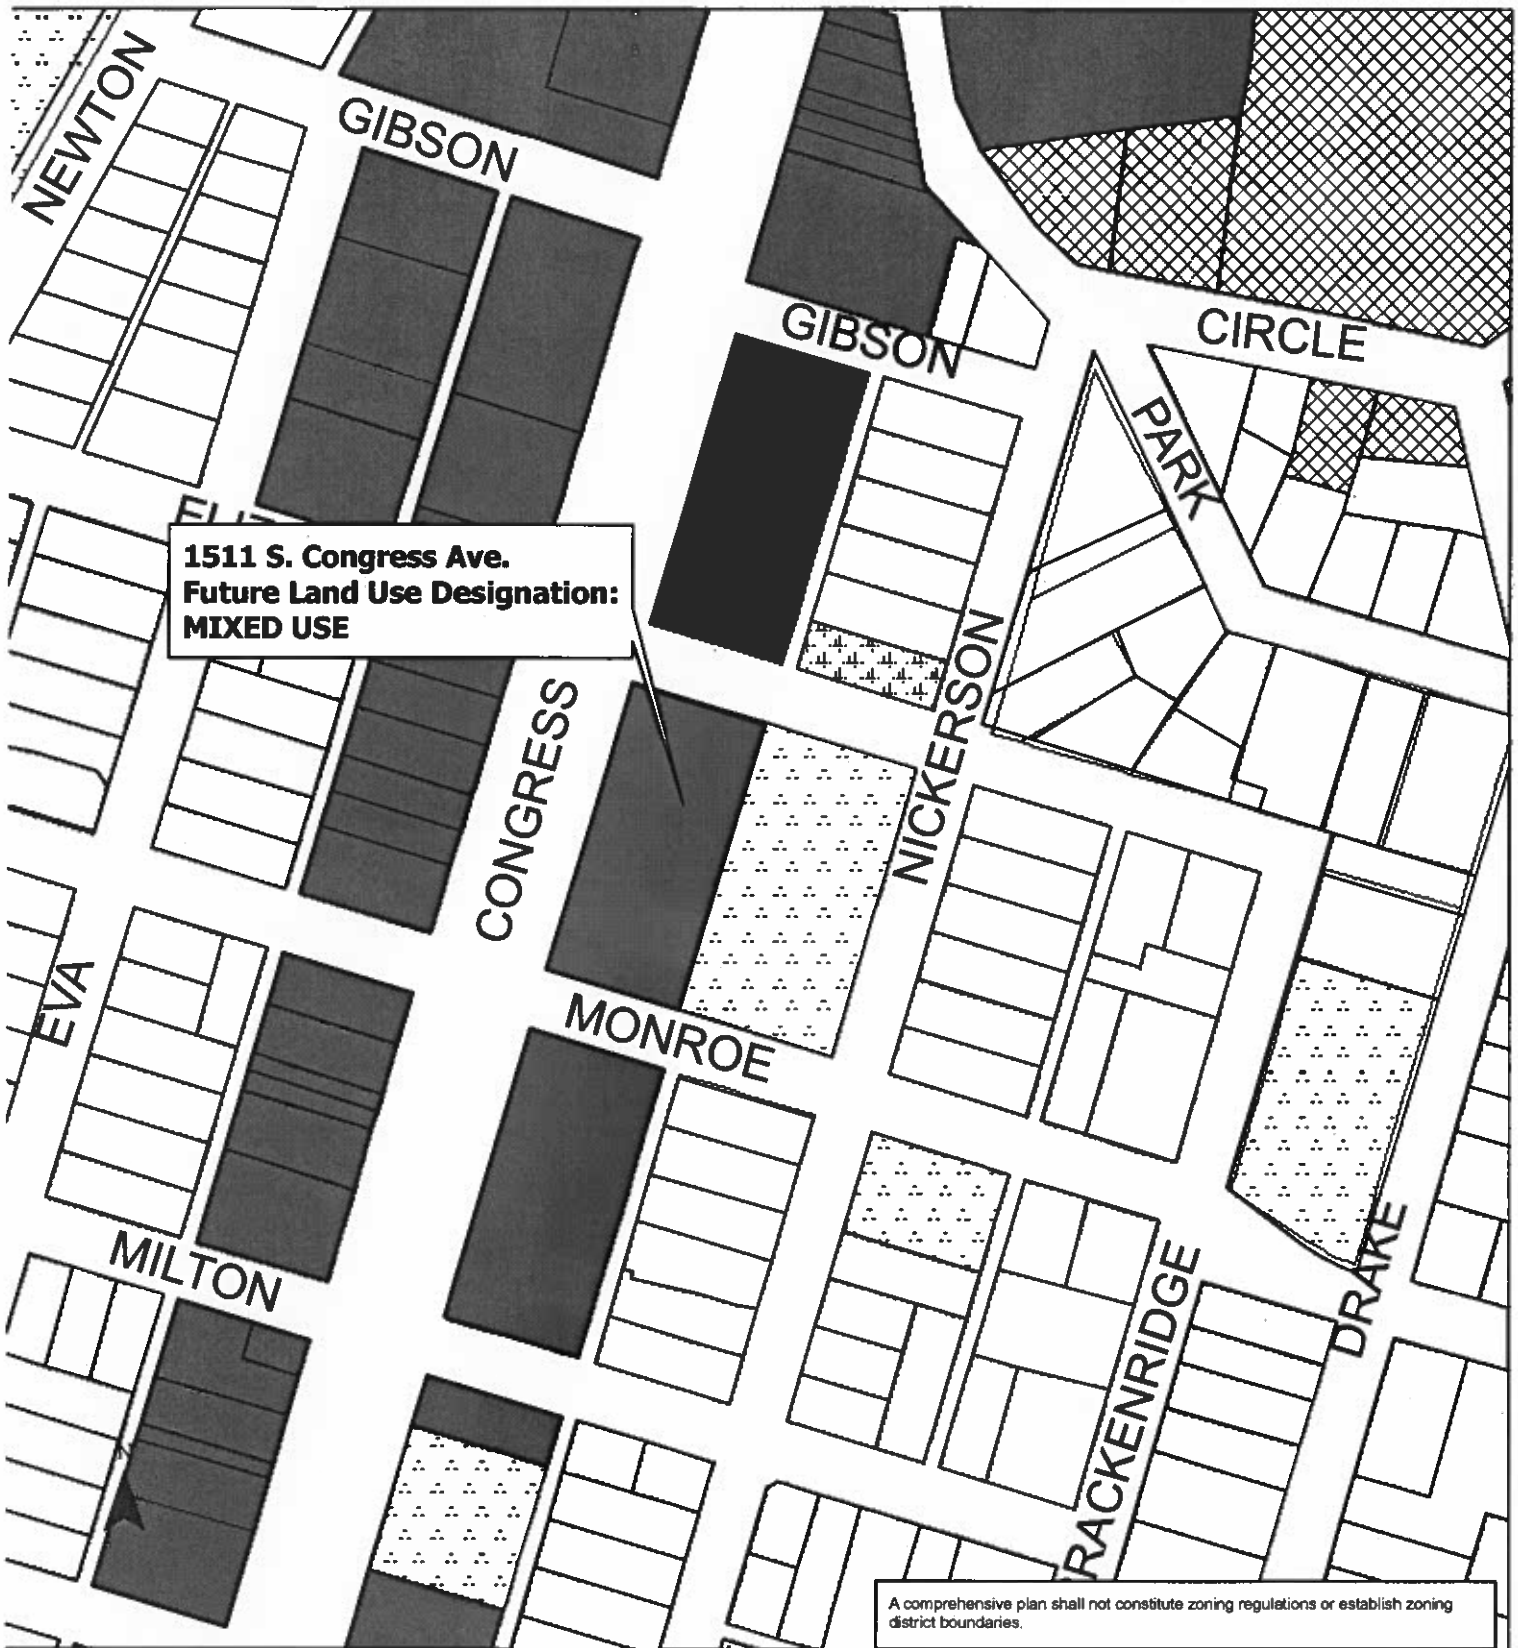 NEWTON
GIBSON
GIBSON
CIRCLE
PARK
1511 S. Congress Ave.
Future Land Use Designation:
MIXED USE
NICKERSON
CONGRESS
EVA
MONROE
MILTON
DRAKE
RACKENRIDGE
N
A comprehensive plan shall not constitute zoning regulations or establish zoning
district boundaries.